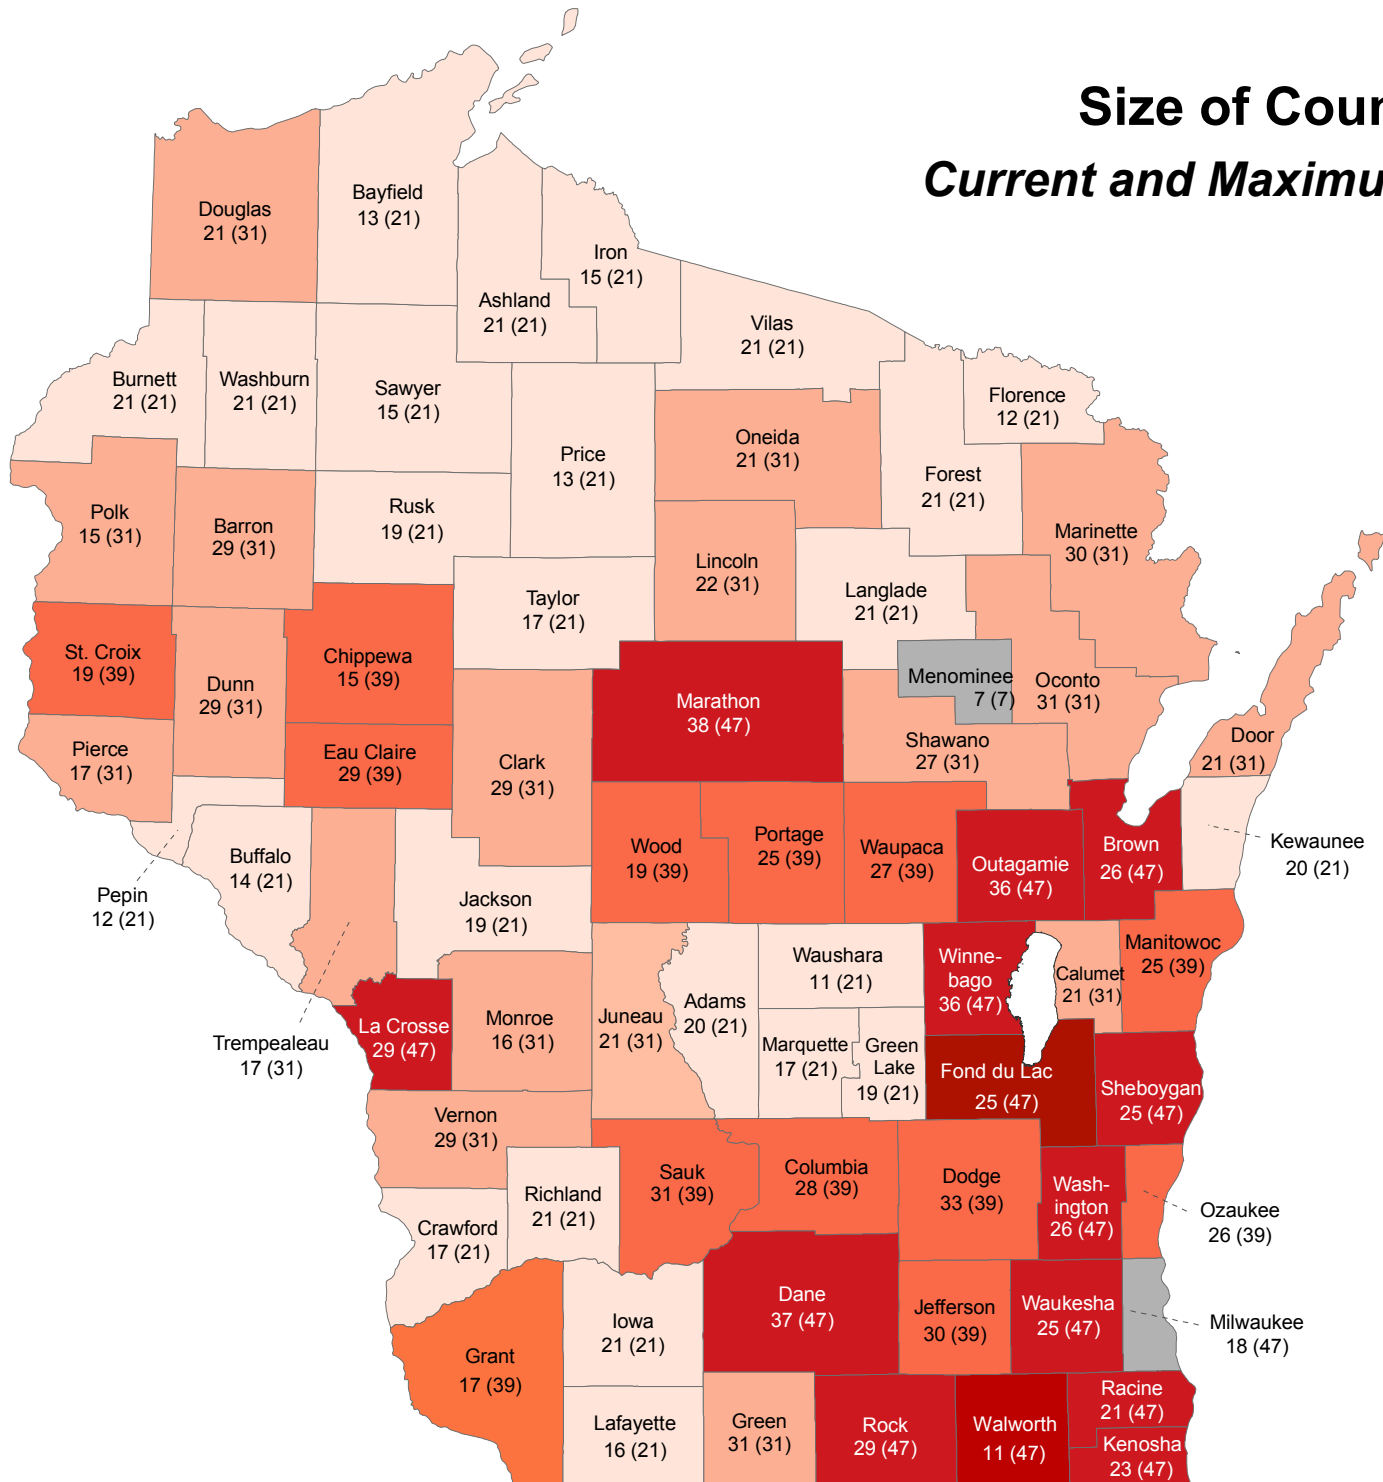 Size of Coun
Current and Maximu
Douglas
21 (31)
Bayfield
13 (21)
Iron
15 (21)
Ashland
21 (21)
Vilas
21 (21)
Burnett
21 (21)
Washburn
21 (21)
Sawyer
15 (21)
Florence
12 (21)
Price
13 (21)
Oneida
21 (31)
Forest
21 (21)
Polk
15 (31)
Barron
29 (31)
Rusk
19 (21)
Marinette
30 (31)
Lincoln
22 (31)
Langlade
21 (21)
Taylor
17 (21)
St. Croix
19 (39)
Dunn
29 (31)
Chippewa
15 (39)
Menominee
7 (7)
Oconto
31 (31)
Marathon
38 (47)
Pierce
17 (31)
Eau Claire
29 (39)
Clark
29 (31)
Shawano
27 (31)
Door
21 (31)
Wood
19 (39)
Portage
25 (39)
Waupaca
27 (39)
Outagamie
36 (47)
Brown
26 (47)
Kewaunee
20 (21)
Buffalo
14 (21)
Pepin
12 (21)
Jackson
19 (21)
Trempealeau
17 (31)
La Crosse
29 (47)
Monroe
16 (31)
Juneau
21 (31)
Adams
20 (21)
Waushara
11 (21)
Winne-
bago
36 (47)
Calumet
21 (31)
Manitowoc
25 (39)
Marquette
17 (21)
Green
Lake
19 (21)
Fond du Lac
25 (47)
Sheboygan
25 (47)
Vernon
29 (31)
Richland
21 (21)
Sauk
31 (39)
Columbia
28 (39)
Dodge
33 (39)
Wash-
ington
26 (47)
Ozaukee
26 (39)
Crawford
17 (21)
Iowa
21 (21)
Dane
37 (47)
Jefferson
30 (39)
Waukesha
25 (47)
Milwaukee
18 (47)
Grant
17 (39)
Lafayette
16 (21)
Green
31 (31)
Rock
29 (47)
Walworth
11 (47)
Racine
21 (47)
Kenosha
23 (47)